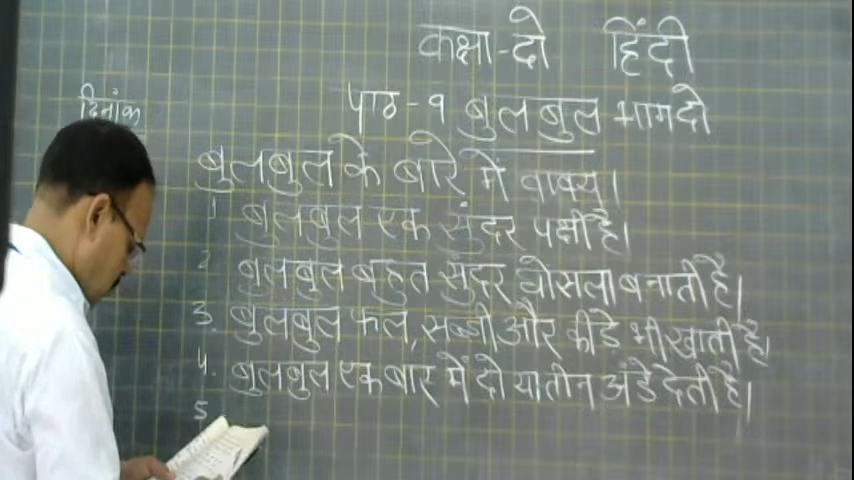 कक्षा-दो हिंदी
दिनांक
पाठ-१ बुलबुल भाग दो
बुलबुल के बारे में वाक्य।
1 बुलबुल एक सुंदर पक्षी है।
2. बुलबुल बहुत सुंदर घोसला बनाती है।
3. बुलबुल फल, सब्जी और कीडे भी खाती है।
4. बुलबुल एक बार में दो या तीन अंडे देती है।
5